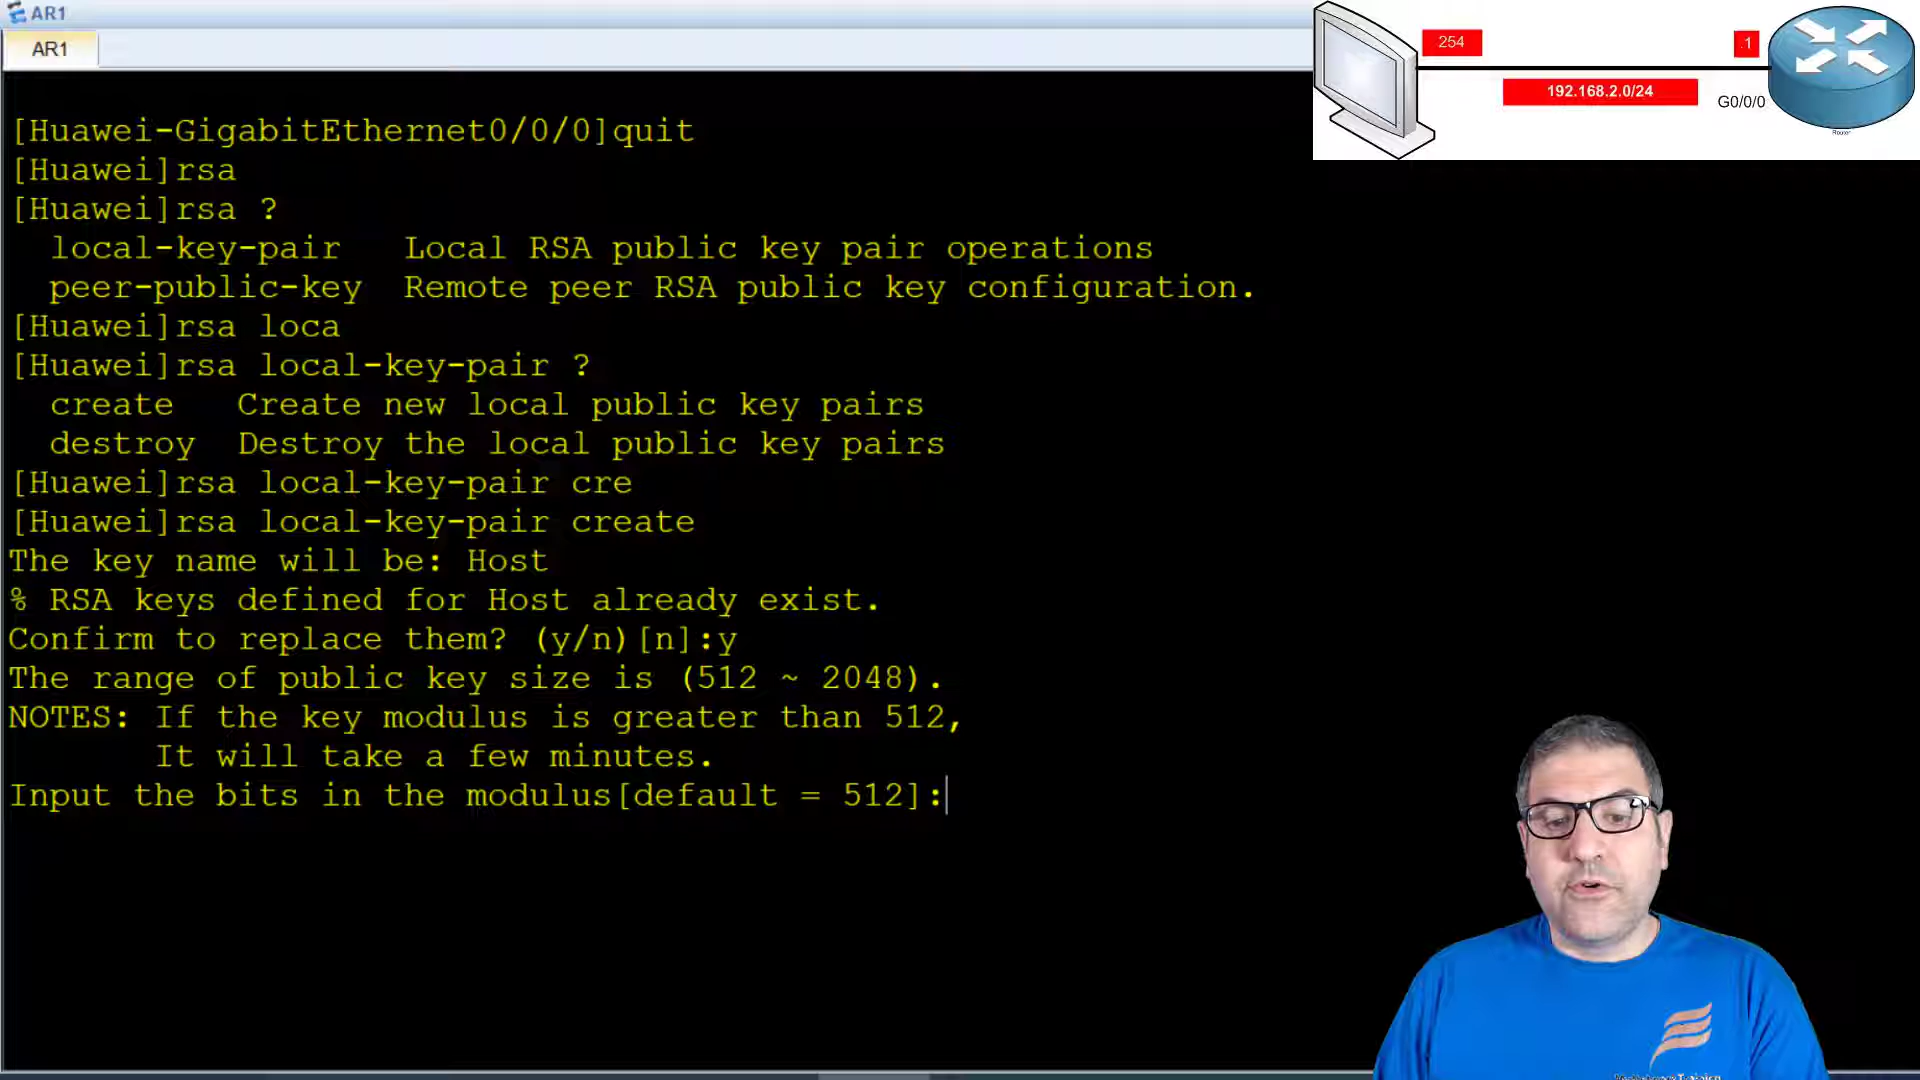 AR1
AR1
[Huawei-GigabitEthernet0/0/0]quit
[Huawei]rsa
[Huawei]rsa ?
local-key-pair Local RSA public key pair operations
peer-public-key Remote peer RSA public key configuration.
[Huawei]rsa loca
[Huawei]rsa local-key-pair ?
create Create new local public key pairs
destroy Destroy the local public key pairs
[Huawei]rsa local-key-pair cre
[Huawei]rsa local-key-pair create
The key name will be: Host
% RSA keys defined for Host already exist.
Confirm to replace them? (y/n)[n]:y
The range of public key size is (512 ~ 2048).
NOTES: If the key modulus is greater than 512,
It will take a few minutes.
Input the bits in the modulus[default = 512]:
254
.1
192.168.2.0/24
G0/0/0
Router